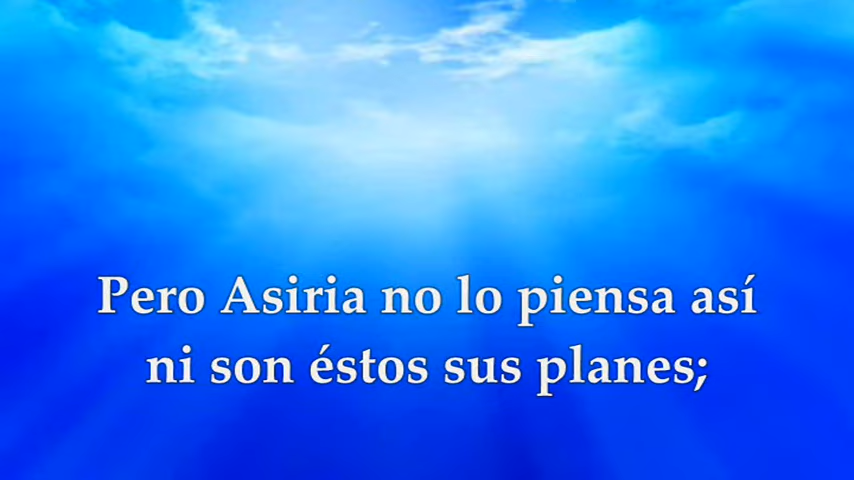 Pero Asiria no lo piensa así
ni son éstos sus planes;